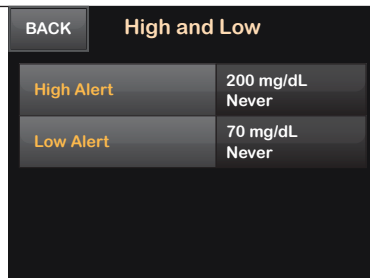 BACK
High and Low
High Alert
200 mg/dL
Never
Low Alert
70 mg/dL
Never